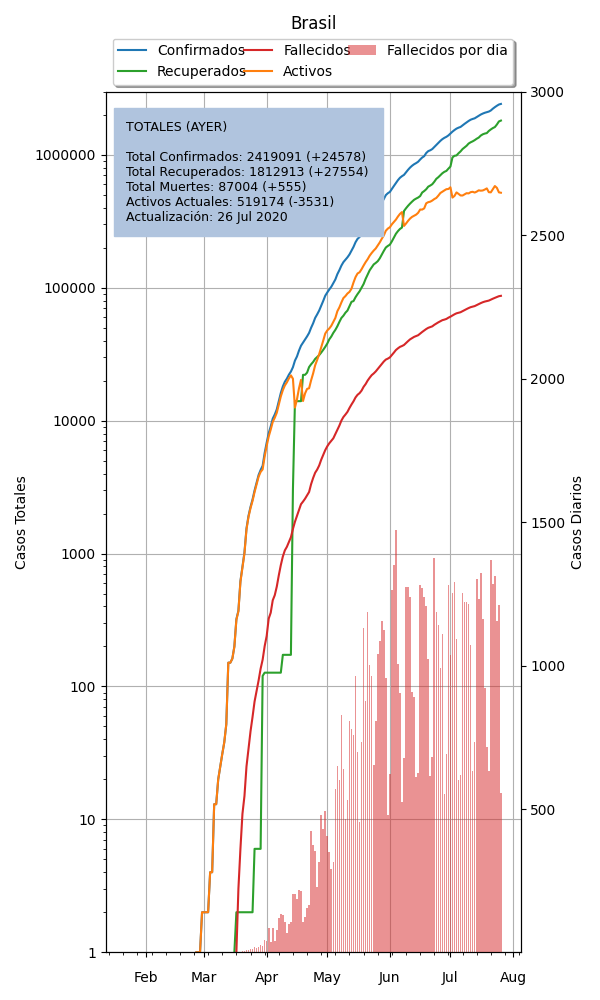 Brasil
Confirmados Fallecidos Fallecidos por dia
Recuperados Activos
TOTALES (AYER)
Total Confirmados: 2419091 (+24578)
Total Recuperados: 1812913 (+27554)
Total Muertes: 87004 (+555)
Activos Actuales: 519174 (-3531)
Actualización: 26 Jul 2020
Casos Totales
1000000
100000
10000
1000
100
10
1
3000
2500
2000
1500
1000
500
Casos Diarios
Feb Mar Apr May Jun Jul Aug